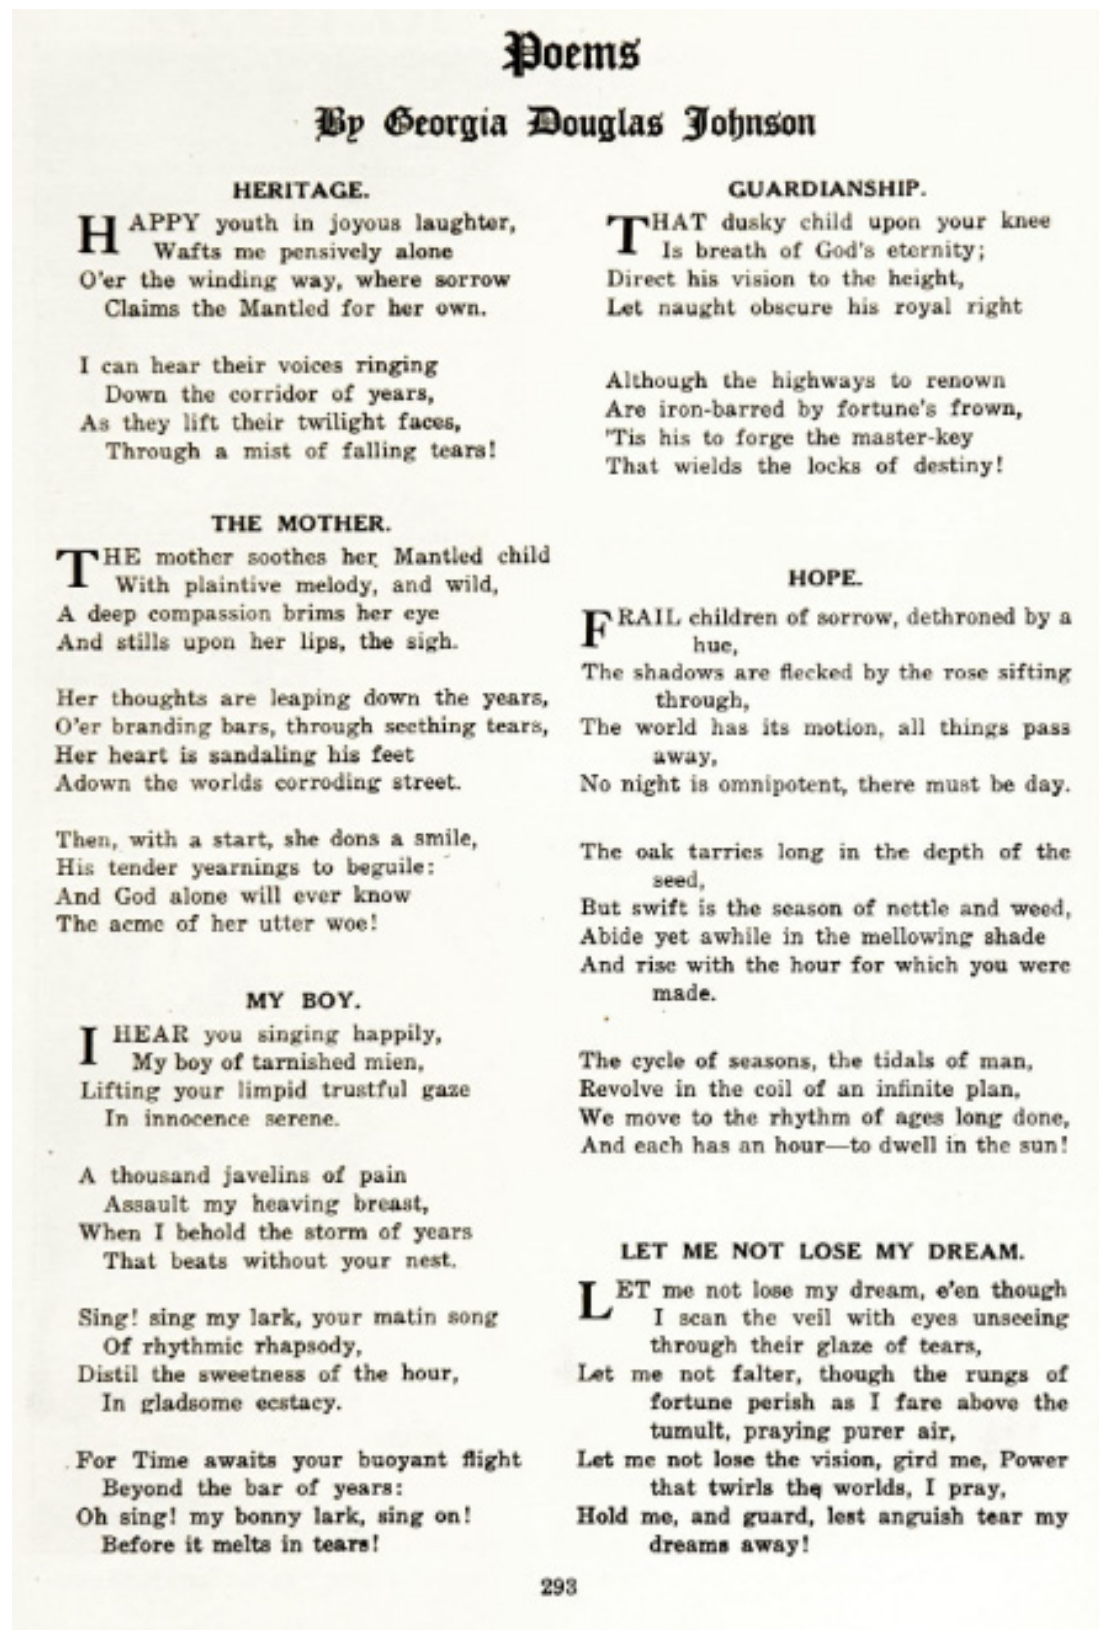 Poems
By Georgia Douglas Johnson
HERITAGE.
HAPPY youth in joyous laughter,
Wafts me pensively alone
O'er the winding way, where sorrow
Claims the Mantled for her own.
I can hear their voices ringing
Down the corridor of years,
As they lift their twilight faces,
Through a mist of falling tears!
THE MOTHER.
THE mother soothes her Mantled child
With plaintive melody, and wild,
A deep compassion brims her eye
And stills upon her lips, the sigh.
Her thoughts are leaping down the years,
O'er branding bars, through seething tears,
Her heart is sandaling his feet
Adown the worlds corroding street.
Then, with a start, she dons a smile,
His tender yearnings to beguile:
And God alone will ever know
The acme of her utter woe!
MY BOY.
I HEAR you singing happily,
My boy of tarnished mien,
Lifting your limpid trustful gaze
In innocence serene.
A thousand javelins of pain
Assault my heaving breast,
When I behold the storm of years
That beats without your nest.
Sing! sing my lark, your matin song
Of rhythmic rhapsody,
Distil the sweetness of the hour,
In gladsome ecstacy.
For Time awaits your buoyant flight
Beyond the bar of years:
Oh sing! my bonny lark, sing on!
Before it melts in tears!
GUARDIANSHIP.
THAT dusky child upon your knee
Is breath of God's eternity;
Direct his vision to the height,
Let naught obscure his royal right
Although the highways to renown
Are iron-barred by fortune's frown,
'Tis his to forge the master-key
That wields the locks of destiny!
HOPE.
FRAIL children of sorrow, dethroned by a
hue,
The shadows are flecked by the rose sifting
through,
The world has its motion, all things pass
away,
No night is omnipotent, there must be day.
The oak tarries long in the depth of the
seed,
But swift is the season of nettle and weed,
Abide yet awhile in the mellowing shade
And rise with the hour for which you were
made.
The cycle of seasons, the tidals of man,
Revolve in the coil of an infinite plan,
We move to the rhythm of ages long done,
And each has an hour—to dwell in the sun!
LET ME NOT LOSE MY DREAM.
LET me not lose my dream, e'en though
I scan the veil with eyes unseeing
through their glaze of tears,
Let me not falter, though the rungs of
fortune perish as I fare above the
tumult, praying purer air,
Let me not lose the vision, gird me, Power
that twirls the worlds, I pray,
Hold me, and guard, lest anguish tear my
dreams away!
293